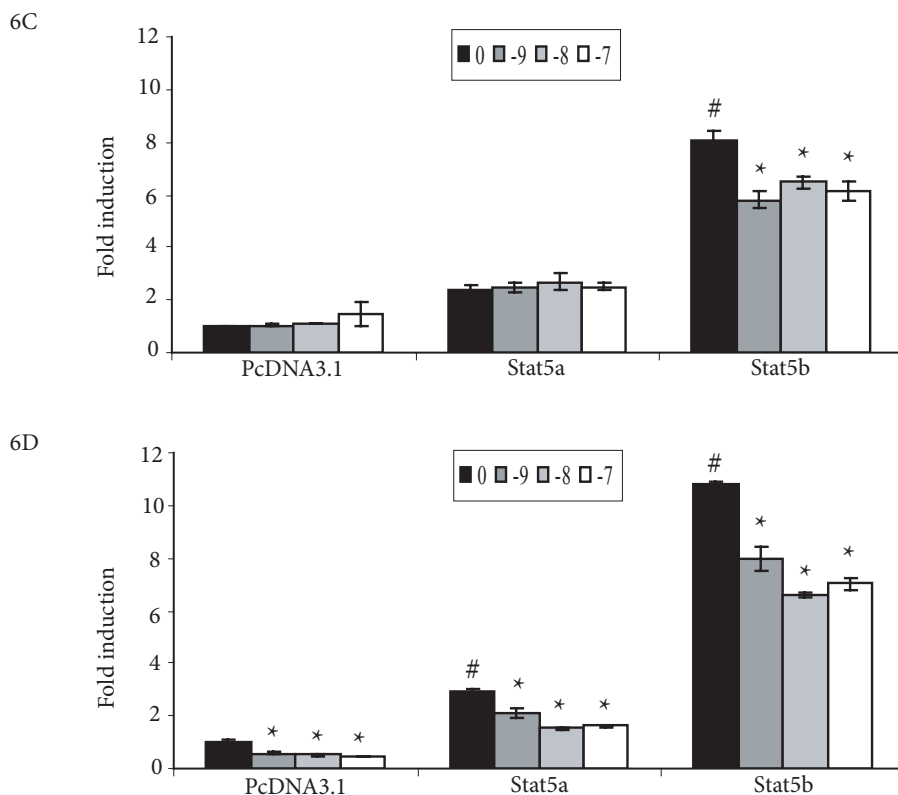 6C
12
10
8
6
4
2
0
Fold induction
0 -9 -8 -7
#
* * *
PcDNA3.1 Stat5a Stat5b
6D
12
10
8
6
4
2
0
Fold induction
0 -9 -8 -7
#
* * *
#
* * *
* * *
PcDNA3.1 Stat5a Stat5b